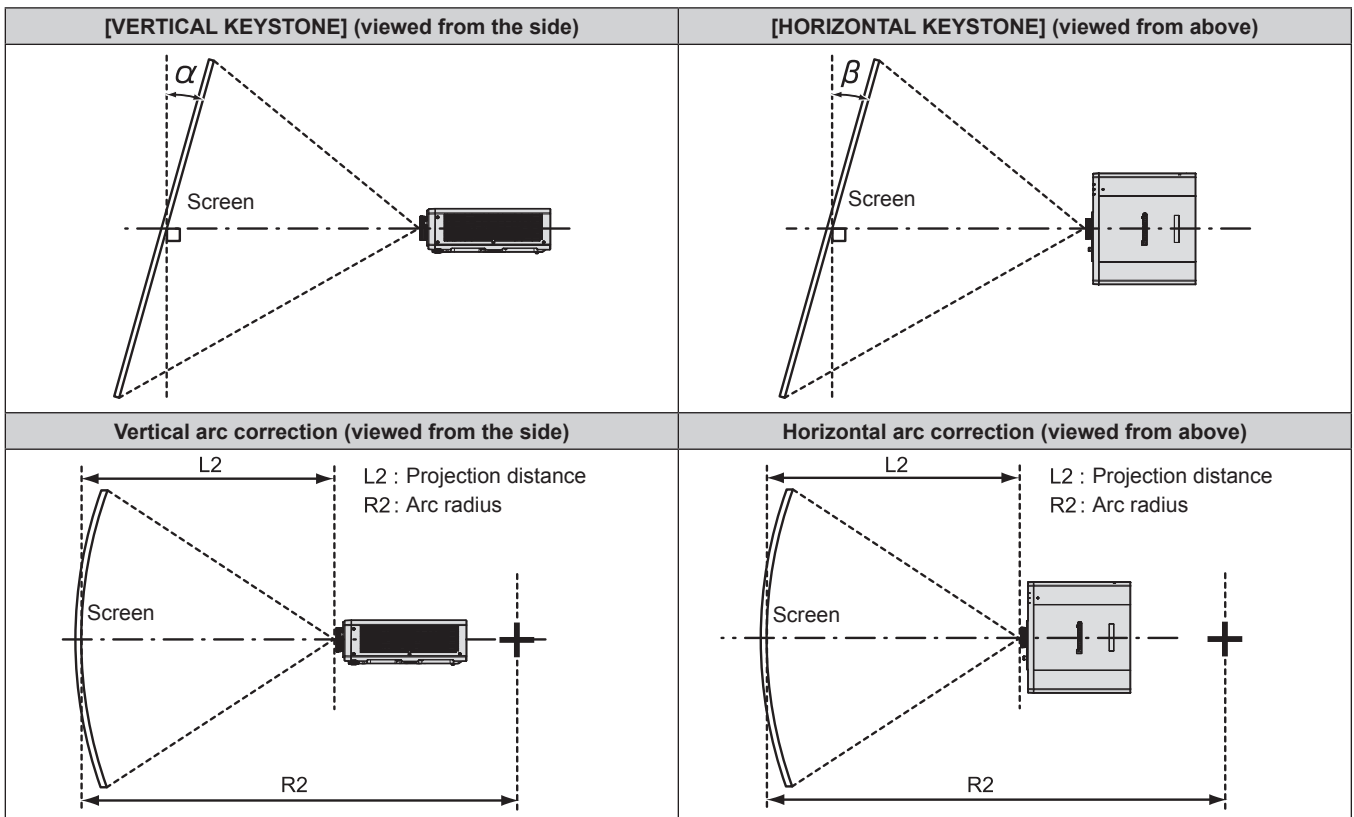 [VERTICAL KEYSTONE] (viewed from the side)
[HORIZONTAL KEYSTONE] (viewed from above)
α
Screen
β
Screen
Vertical arc correction (viewed from the side)
Horizontal arc correction (viewed from above)
L2
L2 : Projection distance
R2 : Arc radius
Screen
R2
L2
L2 : Projection distance
R2 : Arc radius
Screen
R2